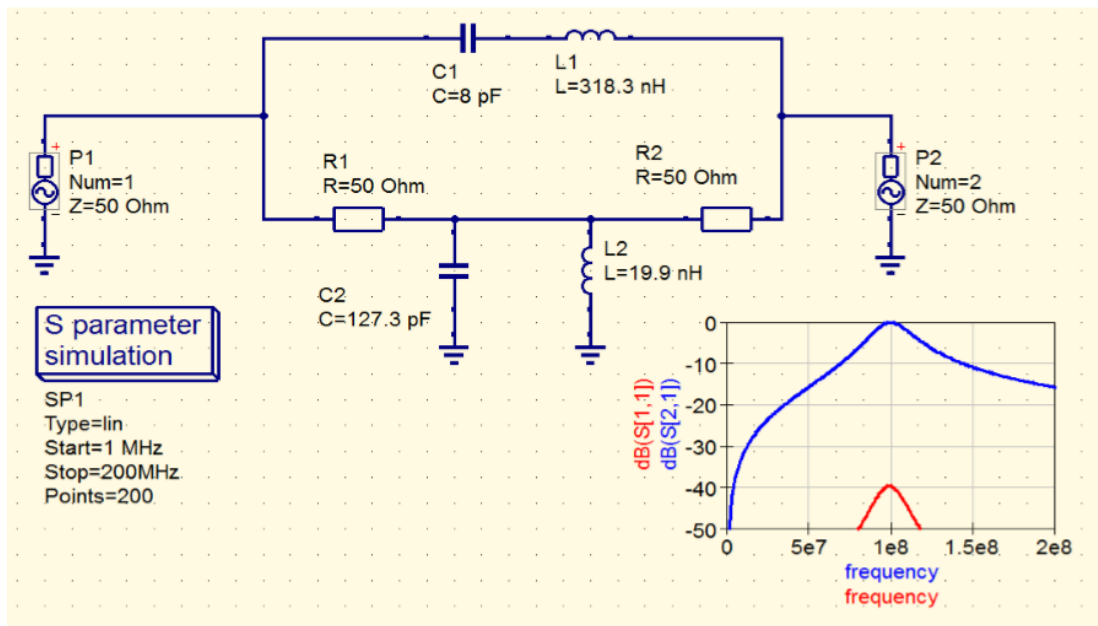 C1
C=8 pF
L1
L=318.3 nH
P1
Num=1
Z=50 Ohm
R1
R=50 Ohm
R2
R=50 Ohm
P2
Num=2
Z=50 Ohm
C2
C=127.3 pF
L2
L=19.9 nH
S parameter
simulation
SP1
Type=lin
Start=1 MHz
Stop=200MHz
Points=200
dB(S[1,1])
dB(S[2,1])
0
-10
-20
-30
-40
-50
0
5e7
1e8
1.5e8
2e8
frequency
frequency